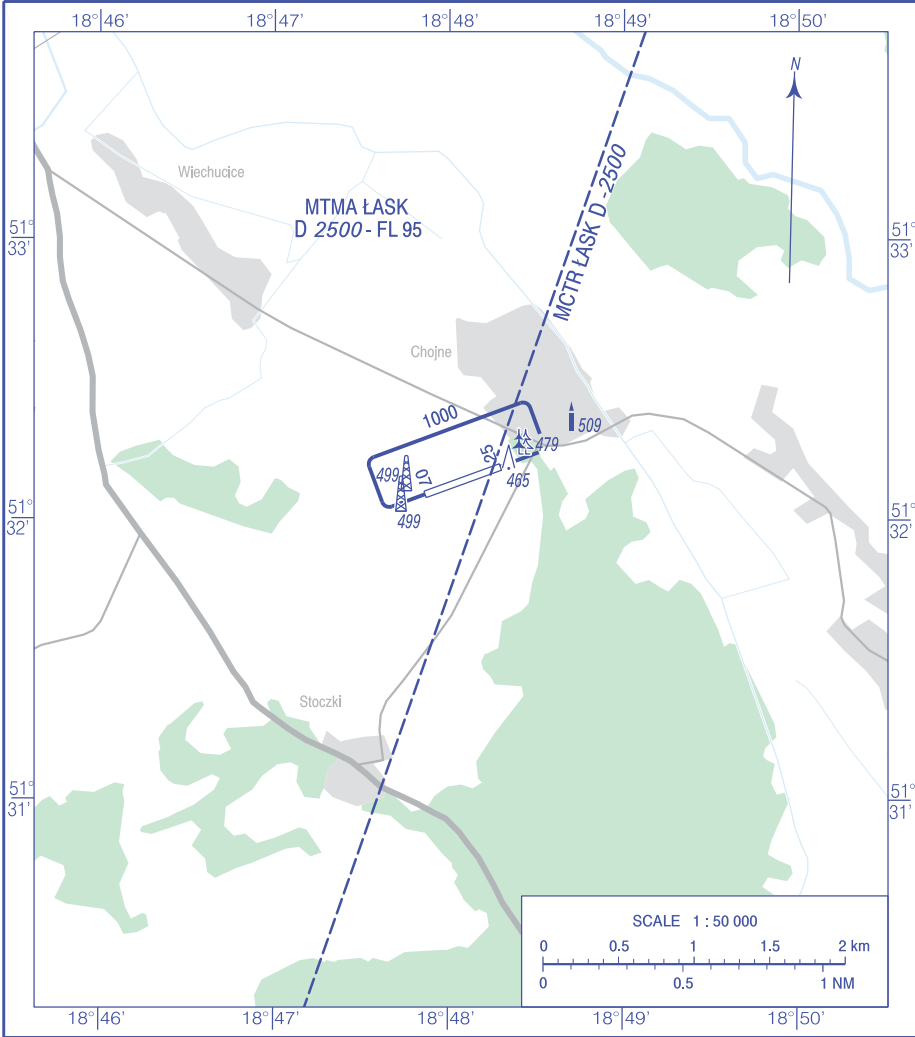 18°46' 18°47' 18°48' 18°49' 18°50'
N
Wiechucice
MTMA ŁASK
D 2500 - FL 95
MCTR ŁASK D - 2500
51°
33'
51°
33'
Chojne
1000
509
479
25
465
499
07
499
51°
32'
51°
32'
Stoczki
51°
31'
51°
31'
SCALE 1 : 50 000
0 0.5 1 1.5 2 km
0 0.5 1 NM
18°46' 18°47' 18°48' 18°49' 18°50'